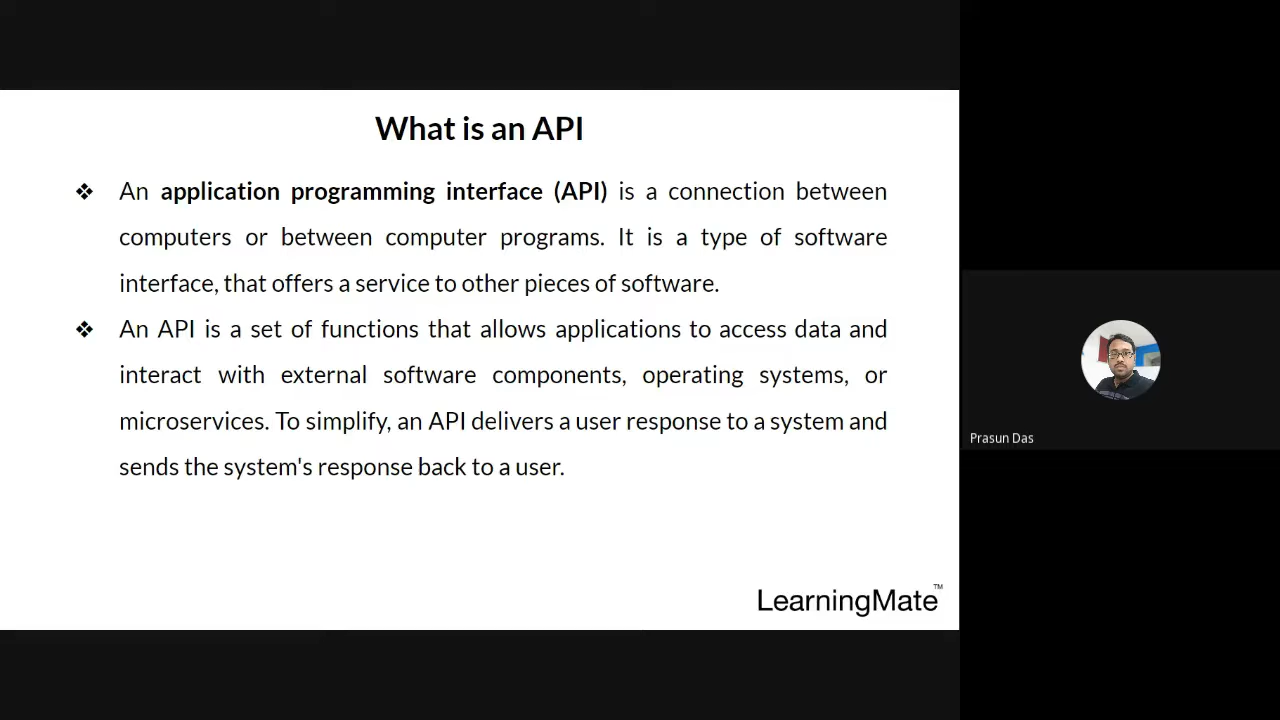 What is an API
❖ An application programming interface (API) is a connection between
computers or between computer programs. It is a type of software
interface, that offers a service to other pieces of software.
❖ An API is a set of functions that allows applications to access data and
interact with external software components, operating systems, or
microservices. To simplify, an API delivers a user response to a system and
sends the system's response back to a user.
LearningMate™
Prasun Das